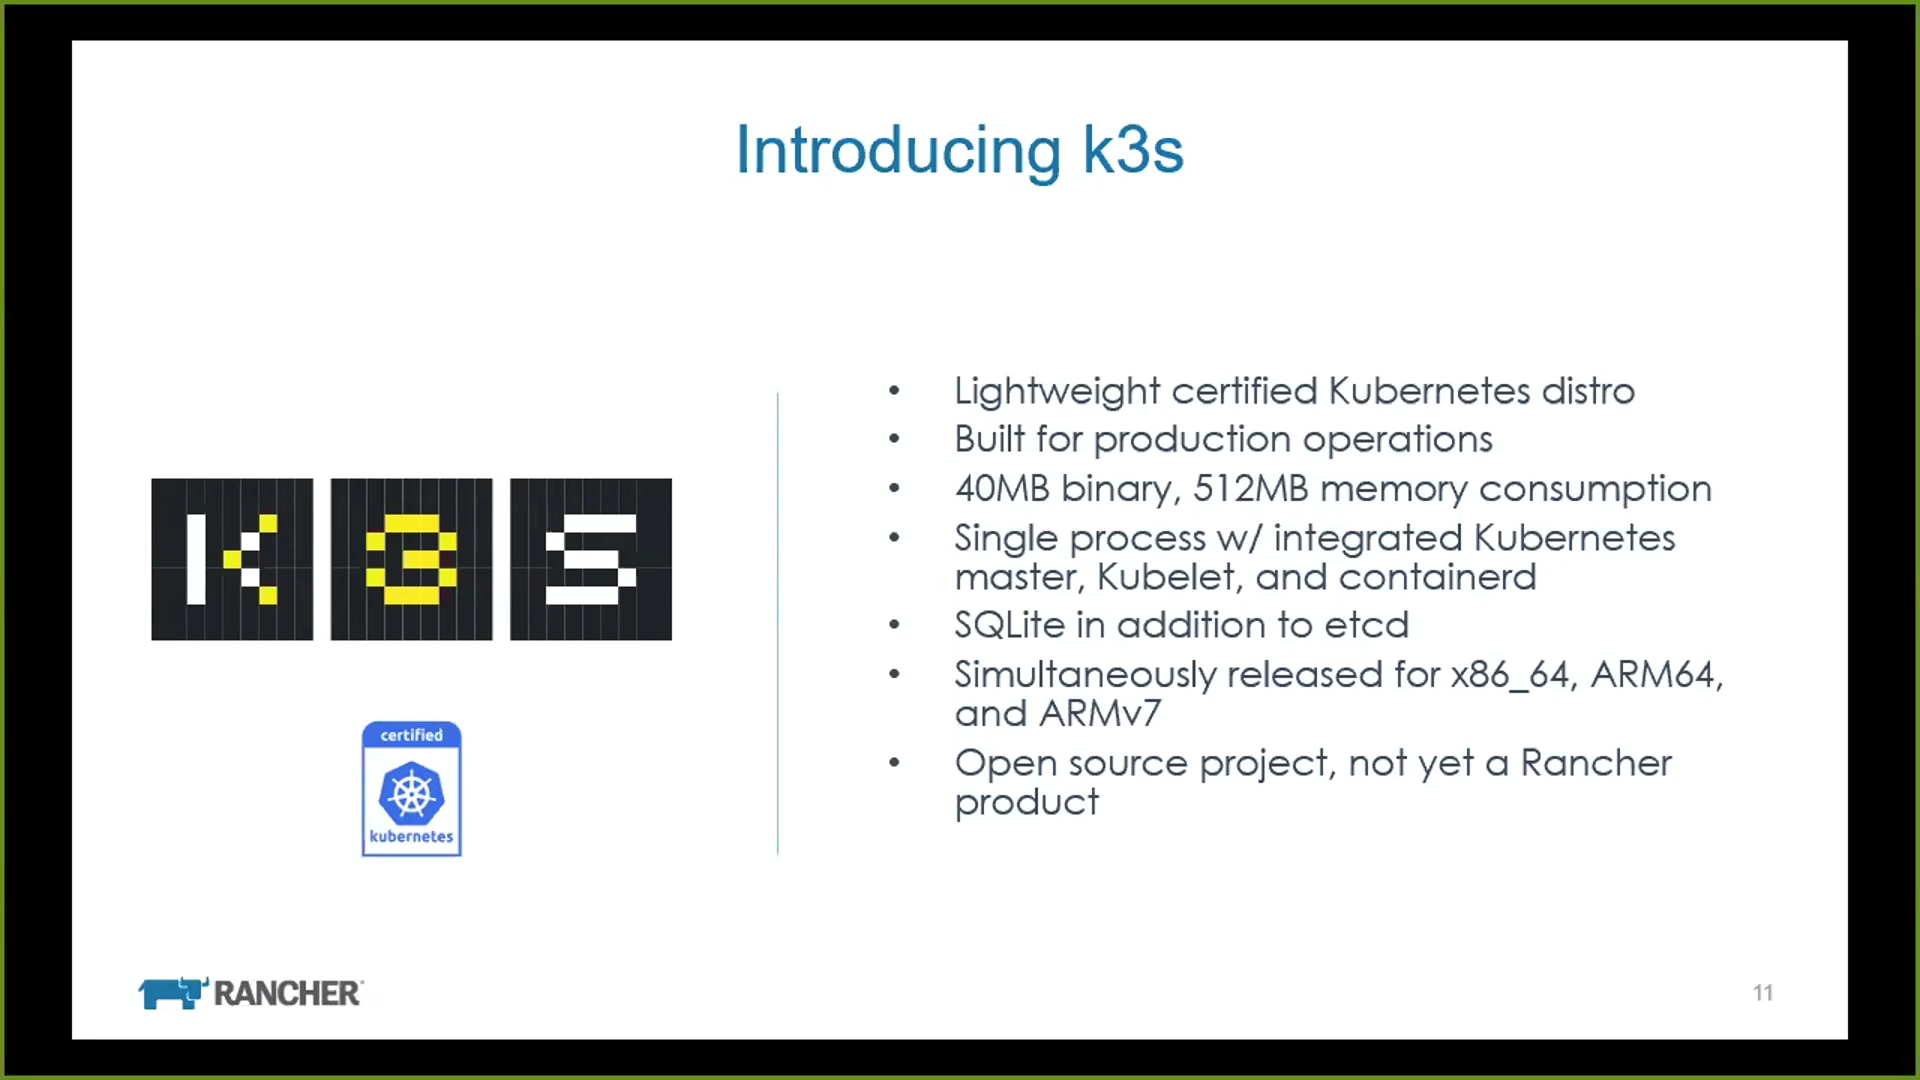 Introducing k3s
K3S
certified
kubernetes
• Lightweight certified Kubernetes distro
• Built for production operations
• 40MB binary, 512MB memory consumption
• Single process w/ integrated Kubernetes
master, Kubelet, and containerd
• SQLite in addition to etcd
• Simultaneously released for x86_64, ARM64,
and ARMv7
• Open source project, not yet a Rancher
product
RANCHER
11